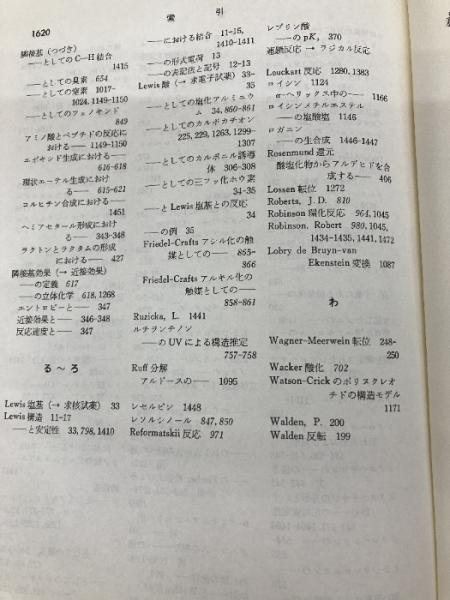 1620
索　引
隣接基（つづき）
——としての C—H 結合
1415
——としての臭素 654
——としての窒素 1017-
1024, 1149-1150
——としてのフェノキシド
849
アミノ酸とペプチドの反応に
おける—— 1149-1150
エポキシド生成における——
616-618
環状エーテル生成におけ
る—— 615-621
コルヒチン合成における——
1451
ヘミアセタール形成におけ
る—— 343-348
ラクトンとラクタムの形成
における—— 427
隣接基効果（→ 近接効果）
——の定義 617
——の立体化学 618, 1268
エントロピーと—— 347
近接効果と—— 346-348
反応速度と—— 347
る〜ろ
Lewis 塩基（→ 求核試薬） 33
Lewis 構造 11-17
——と安定性 33, 798, 1410
——における結合 11-15,
1410-1411
——の形式電荷 13
——の表記法と記号 12-13
Lewis 酸（→ 求電子試薬） 33-
35
——としての塩化アルミニウ
ム 34, 860-861
——としてのカルボカチオン
225, 229, 1263, 1299-
1307
——としてのカルボニル誘導
体 306-308
——としての三フッ化ホウ素
34-35
——と Lewis 塩基との反応
34
——の例 35
Friedel-Crafts アシル化の触
媒としての—— 865-
866
Friedel-Crafts アルキル化の
触媒としての——
858-861
Ruzicka, L. 1441
ルチランチノン
——の UV による構造推定
757-758
Ruff 分解
アルドースの—— 1095
レセルピン 1448
レソルシノール 847, 850
Reformatskii 反応 971
レブリン酸
——の pK, 370
連鎖反応 → ラジカル反応
Leuckart 反応 1280, 1383
ロイシン 1124
α-ヘリックス中の—— 1166
ロイシンメチルエステル
——の塩酸塩 1146
ロガニン
——の生合成 1446-1447
Rosenmund 還元
酸塩化物からアルデヒドを合
成する—— 406
Lossen 転位 1272
Roberts, J. D. 810
Robinson 環化反応 964, 1045
Robinson, Robert 980, 1045,
1434-1435, 1441, 1472
Lobry de Bruyn-van
Ekenstein 変換 1087
わ
Wagner-Meerwein 転位 248-
250
Wacker 酸化 702
Watson-Crick のポリヌクレオ
チドの構造モデル
1171
Walden, P. 200
Walden 反転 199